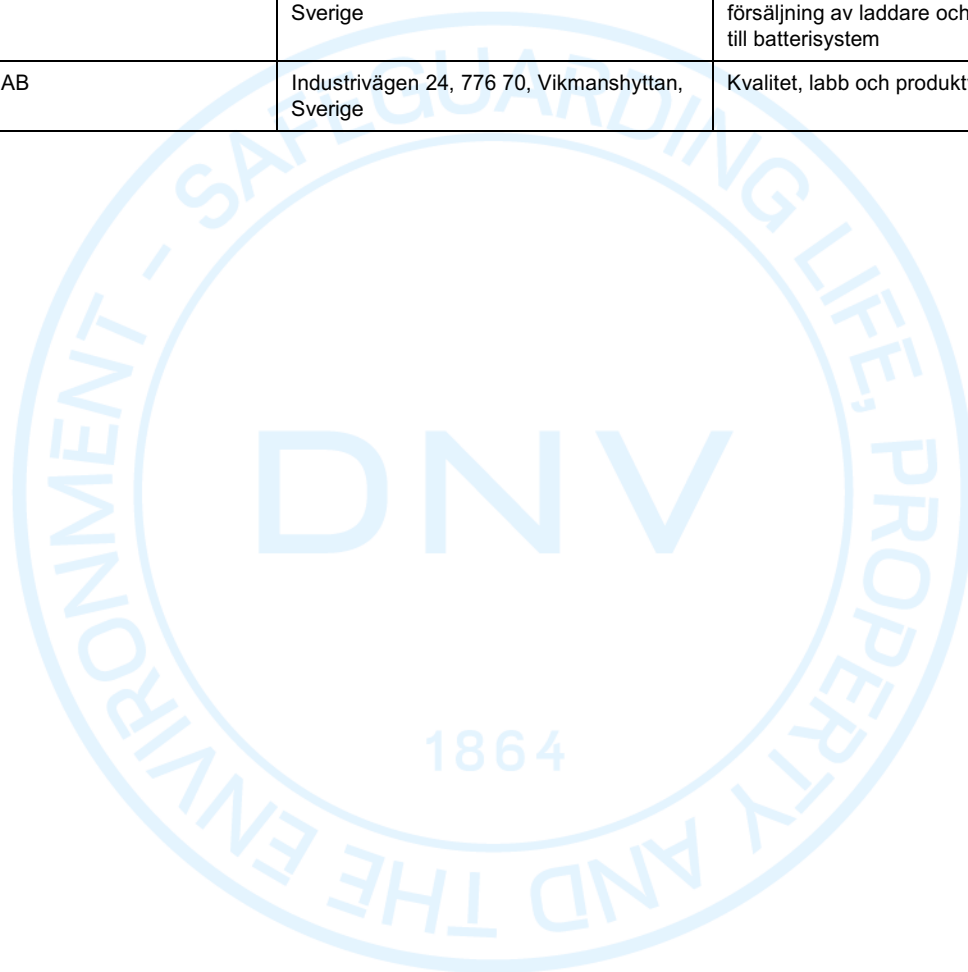 Sverige
försäljning av laddare och
till batterisystem
AB
Industrivägen 24, 776 70, Vikmanshyttan,
Sverige
Kvalitet, labb och produkt
SAFEGUARDING LIFE, PROPERTY AND THE ENVIRONMENT -
DNV
1864